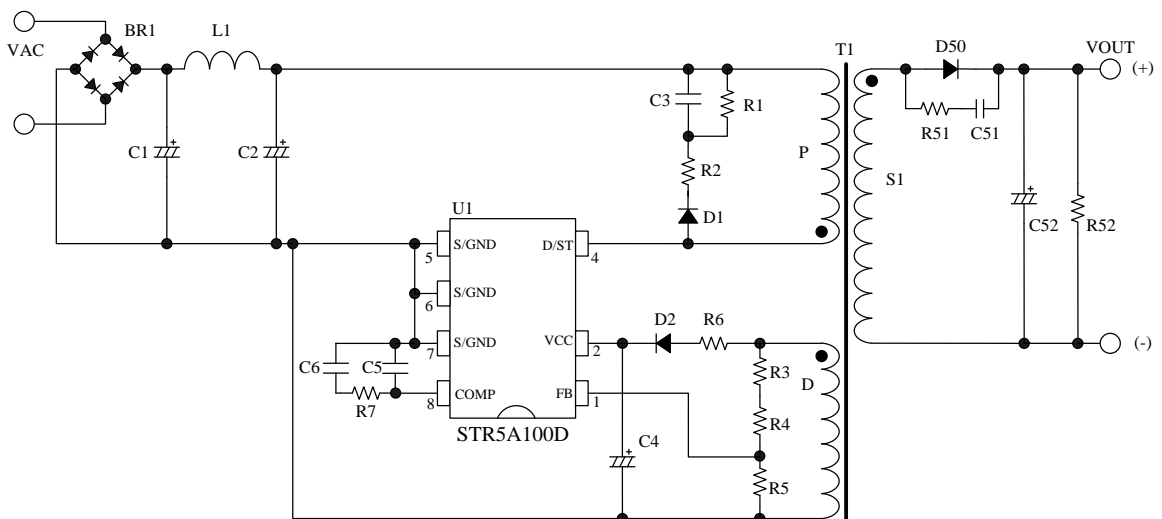 BR1
L1
T1
D50
VOUT
VAC
(+)
C3
R1
R51
C51
C1
C2
R2
P
S1
D1
C52
R52
U1
S/GND
D/ST
5
4
S/GND
6
D2
R6
S/GND
VCC
(-)
7
2
C6
C5
R3
D
COMP
FB
R7
8
1
R4
STR5A100D
C4
R5